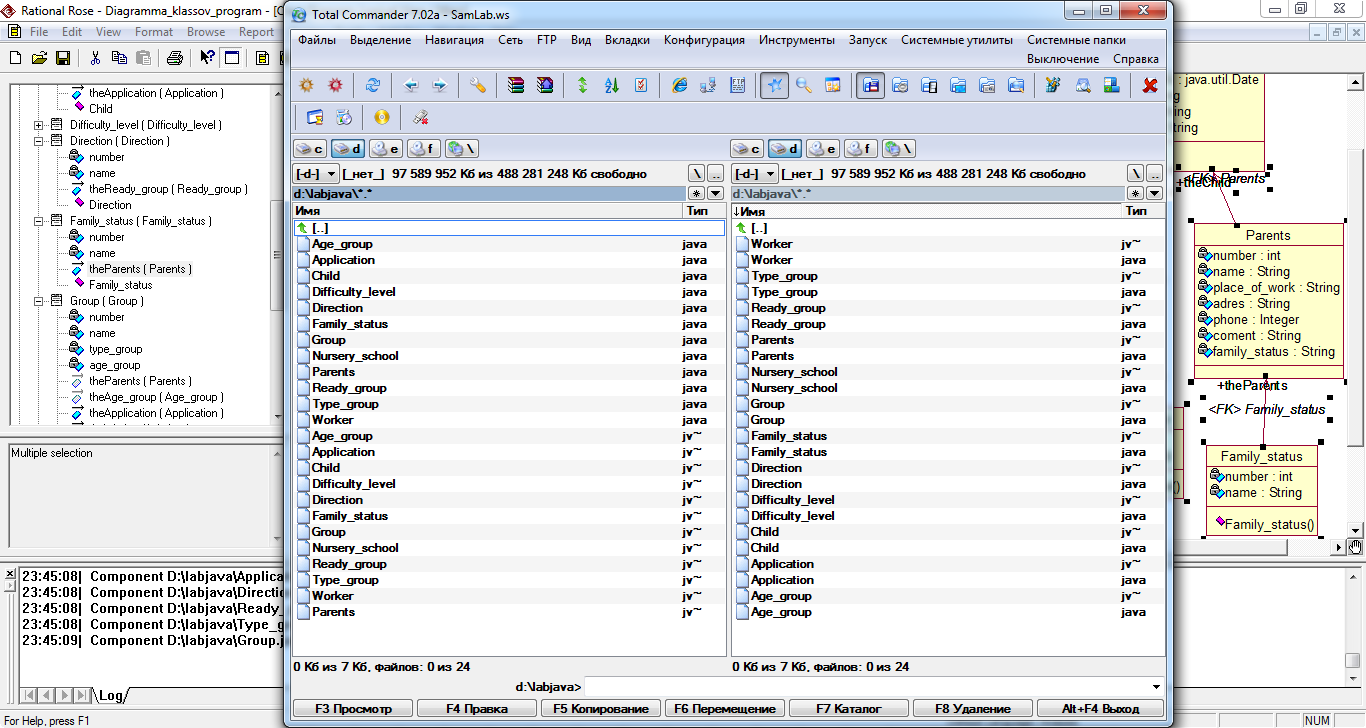 Rational Rose - Diagramma_klassov_program - [C
File Edit View Format Browse Report
theApplication ( Application )
Child
Difficulty_level ( Difficulty_level )
Direction ( Direction )
number
name
theReady_group ( Ready_group )
Direction
Family_status ( Family_status )
number
name
theParents ( Parents )
Family_status
Group ( Group )
number
name
type_group
age_group
theParents ( Parents )
theAge_group ( Age_group )
theApplication ( Application )
Multiple selection
23:45:08| Component D:\labjava\Applica
23:45:08| Component D:\labjava\Directio
23:45:08| Component D:\labjava\Ready_
23:45:08| Component D:\labjava\Type_g
23:45:09| Component D:\labjava\Group.j
Log
For Help, press F1
Total Commander 7.02a - SamLab.ws
Файлы Выделение Навигация Сеть FTP Вид Вкладки Конфигурация Инструменты Запуск Системные утилиты Системные папки
Выключение Справка
c d e f \ c d e f \
[-d-] [_нет_] 97 589 952 Кб из 488 281 248 Кб свободно \ .. [-d-] [_нет_] 97 589 952 Кб из 488 281 248 Кб свободно \ ..
d:\labjava\*.* * d:\labjava\*.* *
Имя Тип ↓Имя Тип
[..] [..]
Age_group java Worker jv~
Application java Worker java
Child java Type_group jv~
Difficulty_level java Type_group java
Direction java Ready_group jv~
Family_status java Ready_group java
Group java Parents jv~
Nursery_school java Parents java
Parents java Nursery_school jv~
Ready_group java Nursery_school java
Type_group java Group jv~
Worker java Group java
Age_group jv~ Family_status jv~
Application jv~ Family_status java
Child jv~ Direction jv~
Difficulty_level jv~ Direction java
Direction jv~ Difficulty_level jv~
Family_status jv~ Difficulty_level java
Group jv~ Child jv~
Nursery_school jv~ Child java
Ready_group jv~ Application jv~
Type_group jv~ Application java
Worker jv~ Age_group jv~
Parents jv~ Age_group java
0 Кб из 7 Кб, файлов: 0 из 24 0 Кб из 7 Кб, файлов: 0 из 24
d:\labjava>
F3 Просмотр F4 Правка F5 Копирование F6 Перемещение F7 Каталог F8 Удаление Alt+F4 Выход
: java.util.Date
ng
ring
tring
<FK> Parents
+theChild
Parents
number : int
name : String
place_of_work : String
adres : String
phone : Integer
coment : String
family_status : String
+theParents
<FK> Family_status
Family_status
number : int
name : String
Family_status()
()
NUM